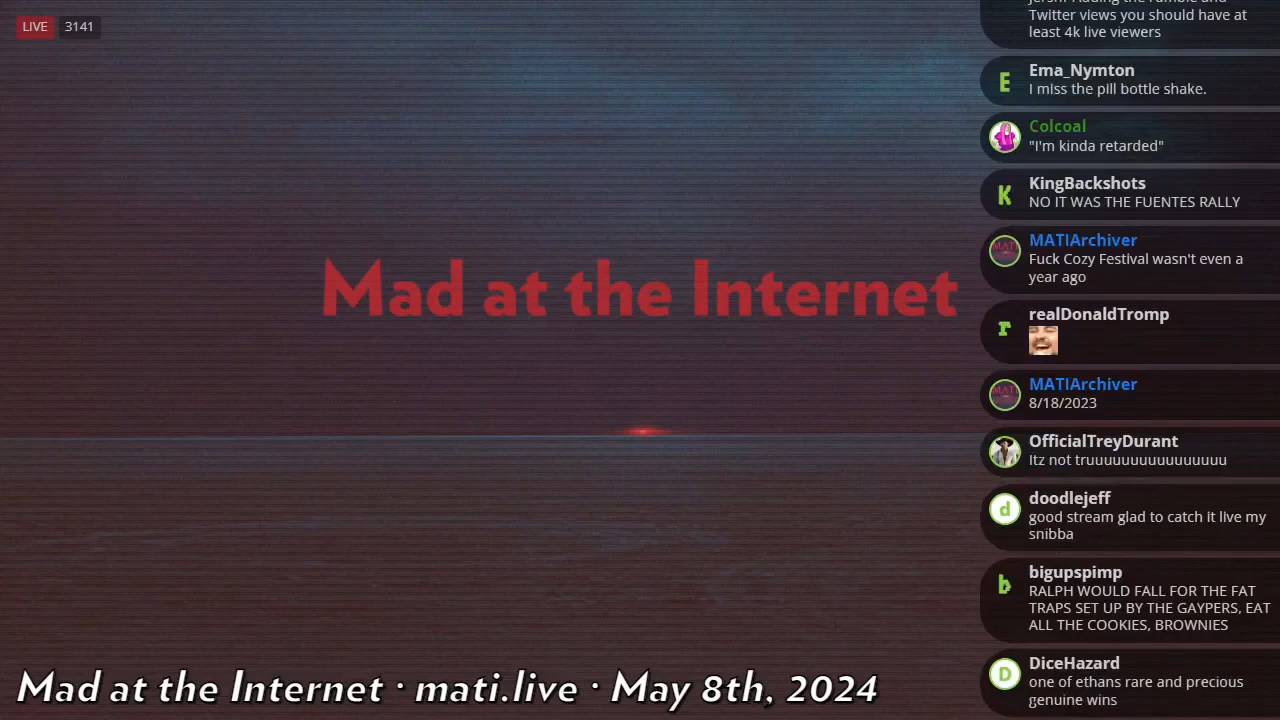 LIVE 3141
Twitter views you should have at
least 4k live viewers
E
Ema_Nymton
I miss the pill bottle shake.
Colcoal
"I'm kinda retarded"
K
KingBackshots
NO IT WAS THE FUENTES RALLY
MATIArchiver
Fuck Cozy Festival wasn't even a
year ago
r
realDonaldTromp
MATIArchiver
8/18/2023
OfficialTreyDurant
Itz not truuuuuuuuuuuuuuuu
d
doodlejeff
good stream glad to catch it live my
snibba
b
bigupspimp
RALPH WOULD FALL FOR THE FAT
TRAPS SET UP BY THE GAYPERS, EAT
ALL THE COOKIES, BROWNIES
D
DiceHazard
one of ethans rare and precious
genuine wins
Mad at the Internet
Mad at the Internet · mati.live · May 8th, 2024